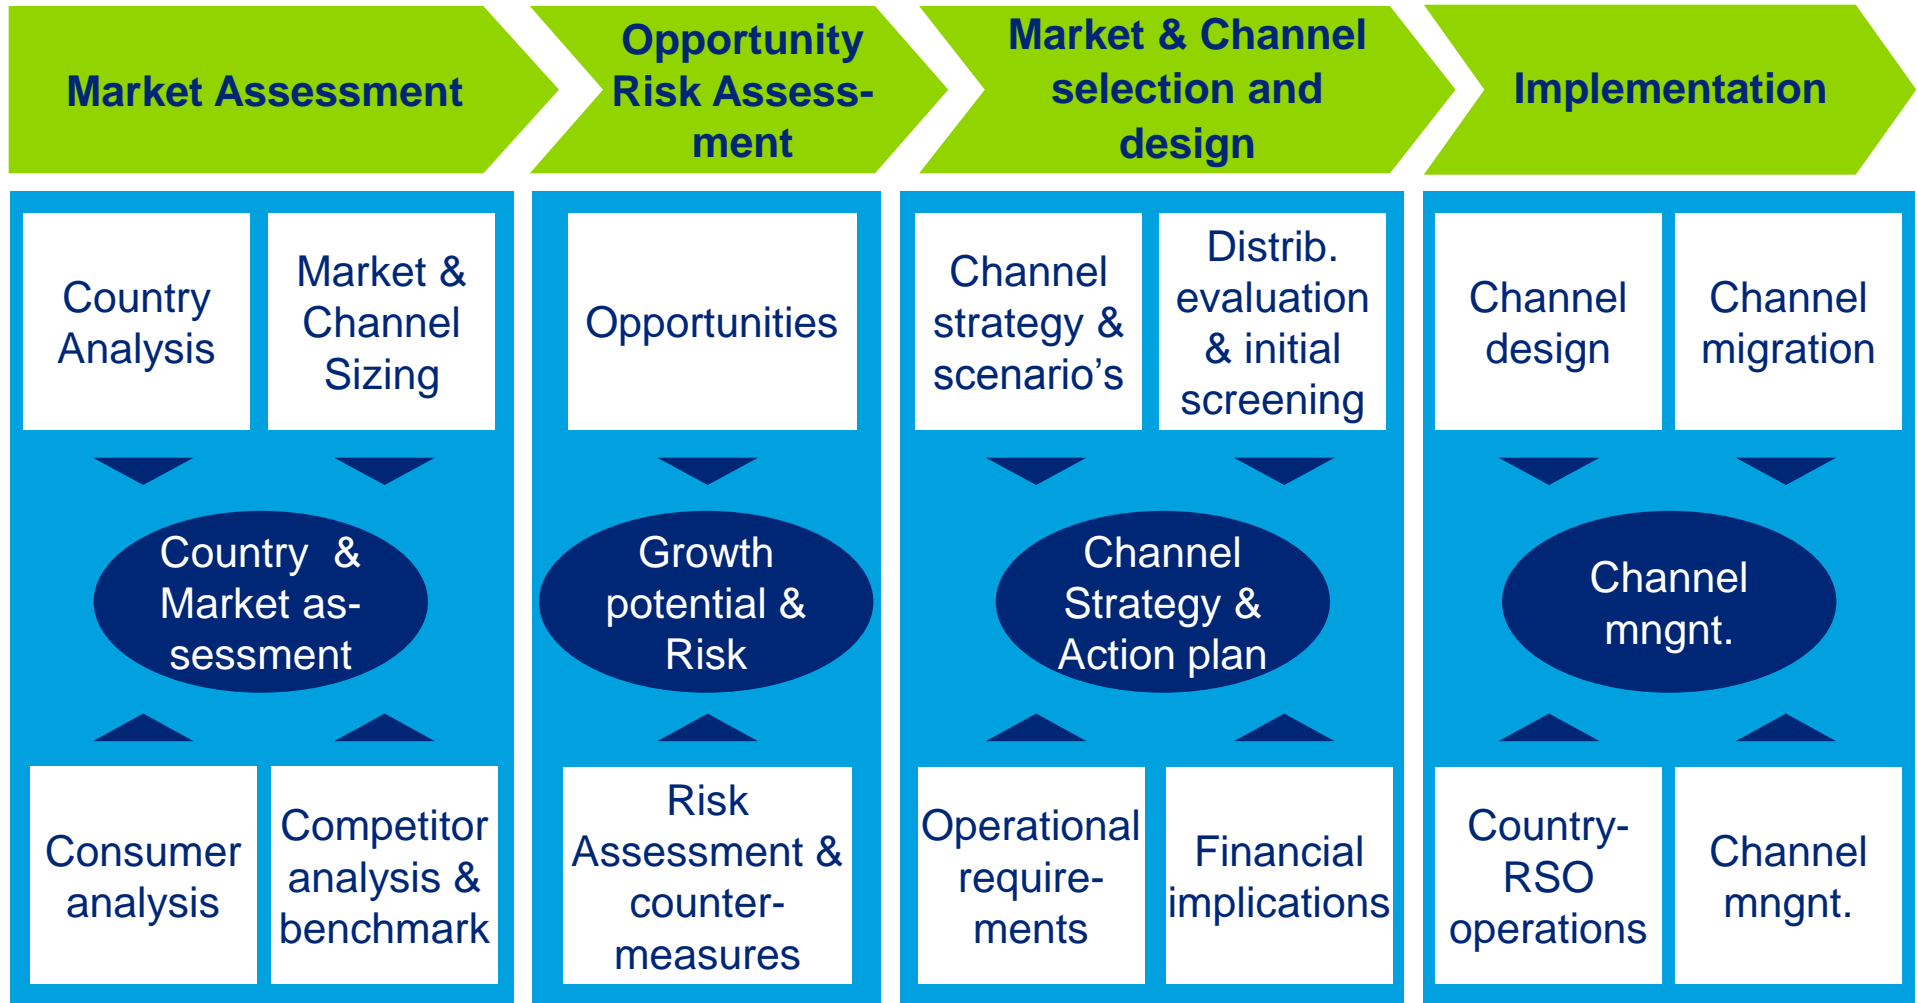 Market Assessment
Opportunity
Risk Assess-
ment
Market & Channel
selection and
design
Implementation
Country
Analysis
Market &
Channel
Sizing
Country  &
Market as-
sessment
Consumer
analysis
Competitor
analysis &
benchmark
Opportunities
Growth
potential &
Risk
Risk
Assessment &
counter-
measures
Channel
strategy &
scenario’s
Distrib.
evaluation
& initial
screening
Channel
Strategy &
Action plan
Operational
require-
ments
Financial
implications
Channel
design
Channel
migration
Channel
mngnt.
Country-
RSO
operations
Channel
mngnt.